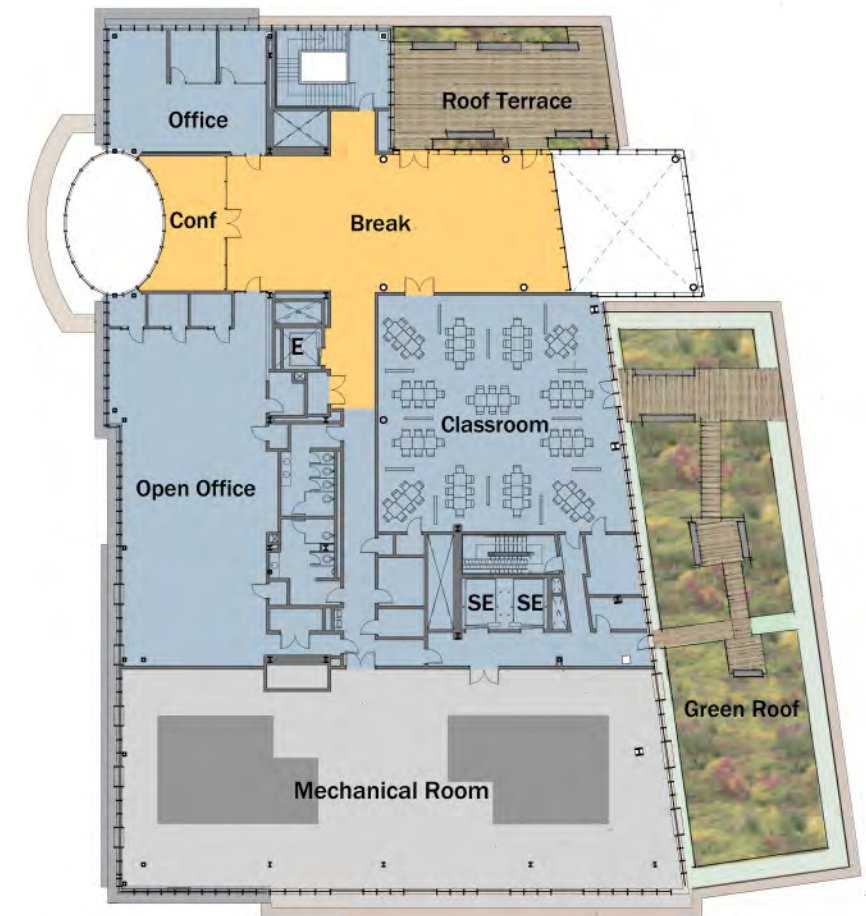 Roof Terrace
Office
Conf
Break
E
Classroom
Open Office
SE
SE
Green Roof
Mechanical Room